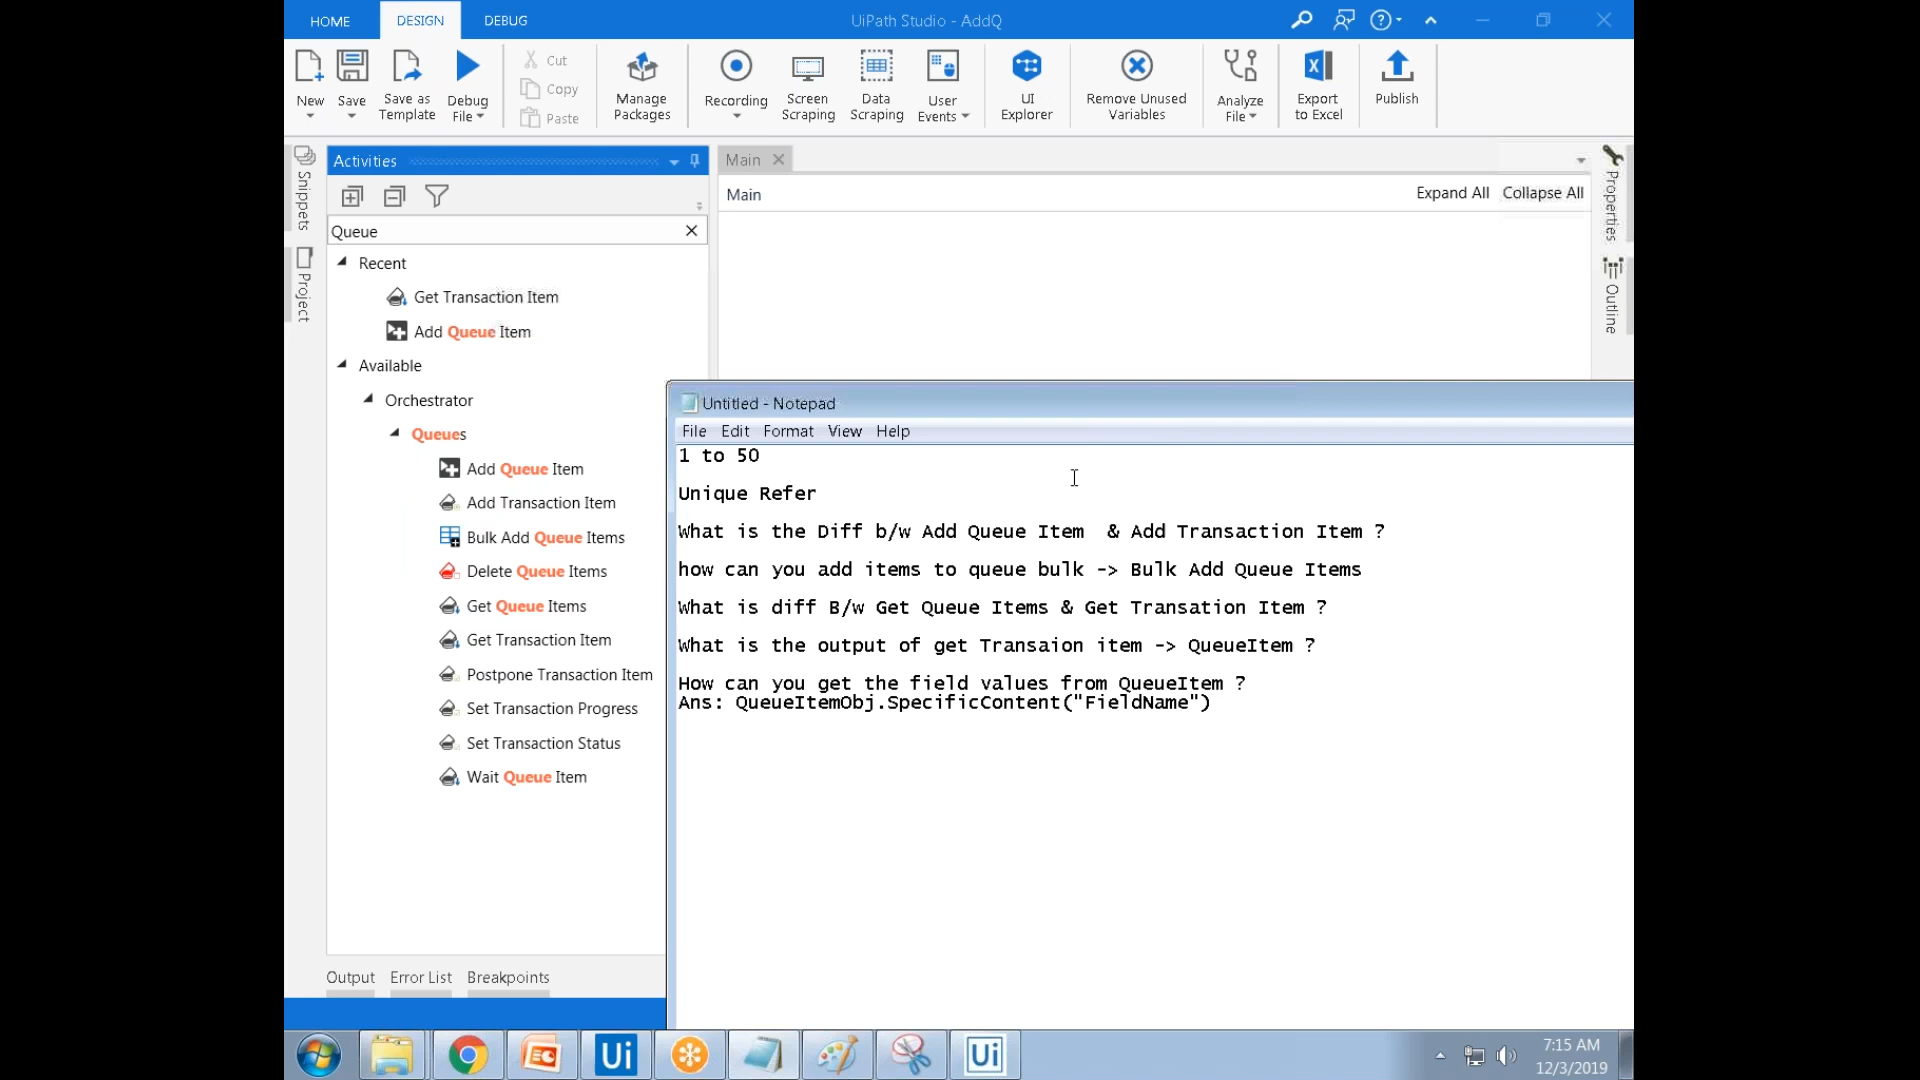 HOME DESIGN DEBUG UiPath Studio - AddQ
New Save Save as Template Debug File Cut Copy Paste Manage Packages Recording Screen Scraping Data Scraping User Events UI Explorer Remove Unused Variables Analyze File Export to Excel Publish
Snippets
Project
Activities
Queue
Recent
Get Transaction Item
Add Queue Item
Available
Orchestrator
Queues
Add Queue Item
Add Transaction Item
Bulk Add Queue Items
Delete Queue Items
Get Queue Items
Get Transaction Item
Postpone Transaction Item
Set Transaction Progress
Set Transaction Status
Wait Queue Item
Output Error List Breakpoints
Main
Main Expand All Collapse All
Properties
Outline
Untitled - Notepad
File Edit Format View Help
1 to 50
Unique Refer
What is the Diff b/w Add Queue Item  & Add Transaction Item ?
how can you add items to queue bulk -> Bulk Add Queue Items
What is diff B/w Get Queue Items & Get Transation Item ?
What is the output of get Transaion item -> QueueItem ?
How can you get the field values from QueueItem ?
Ans: QueueItemObj.SpecificContent("FieldName")
Ui
Ui
7:15 AM
12/3/2019